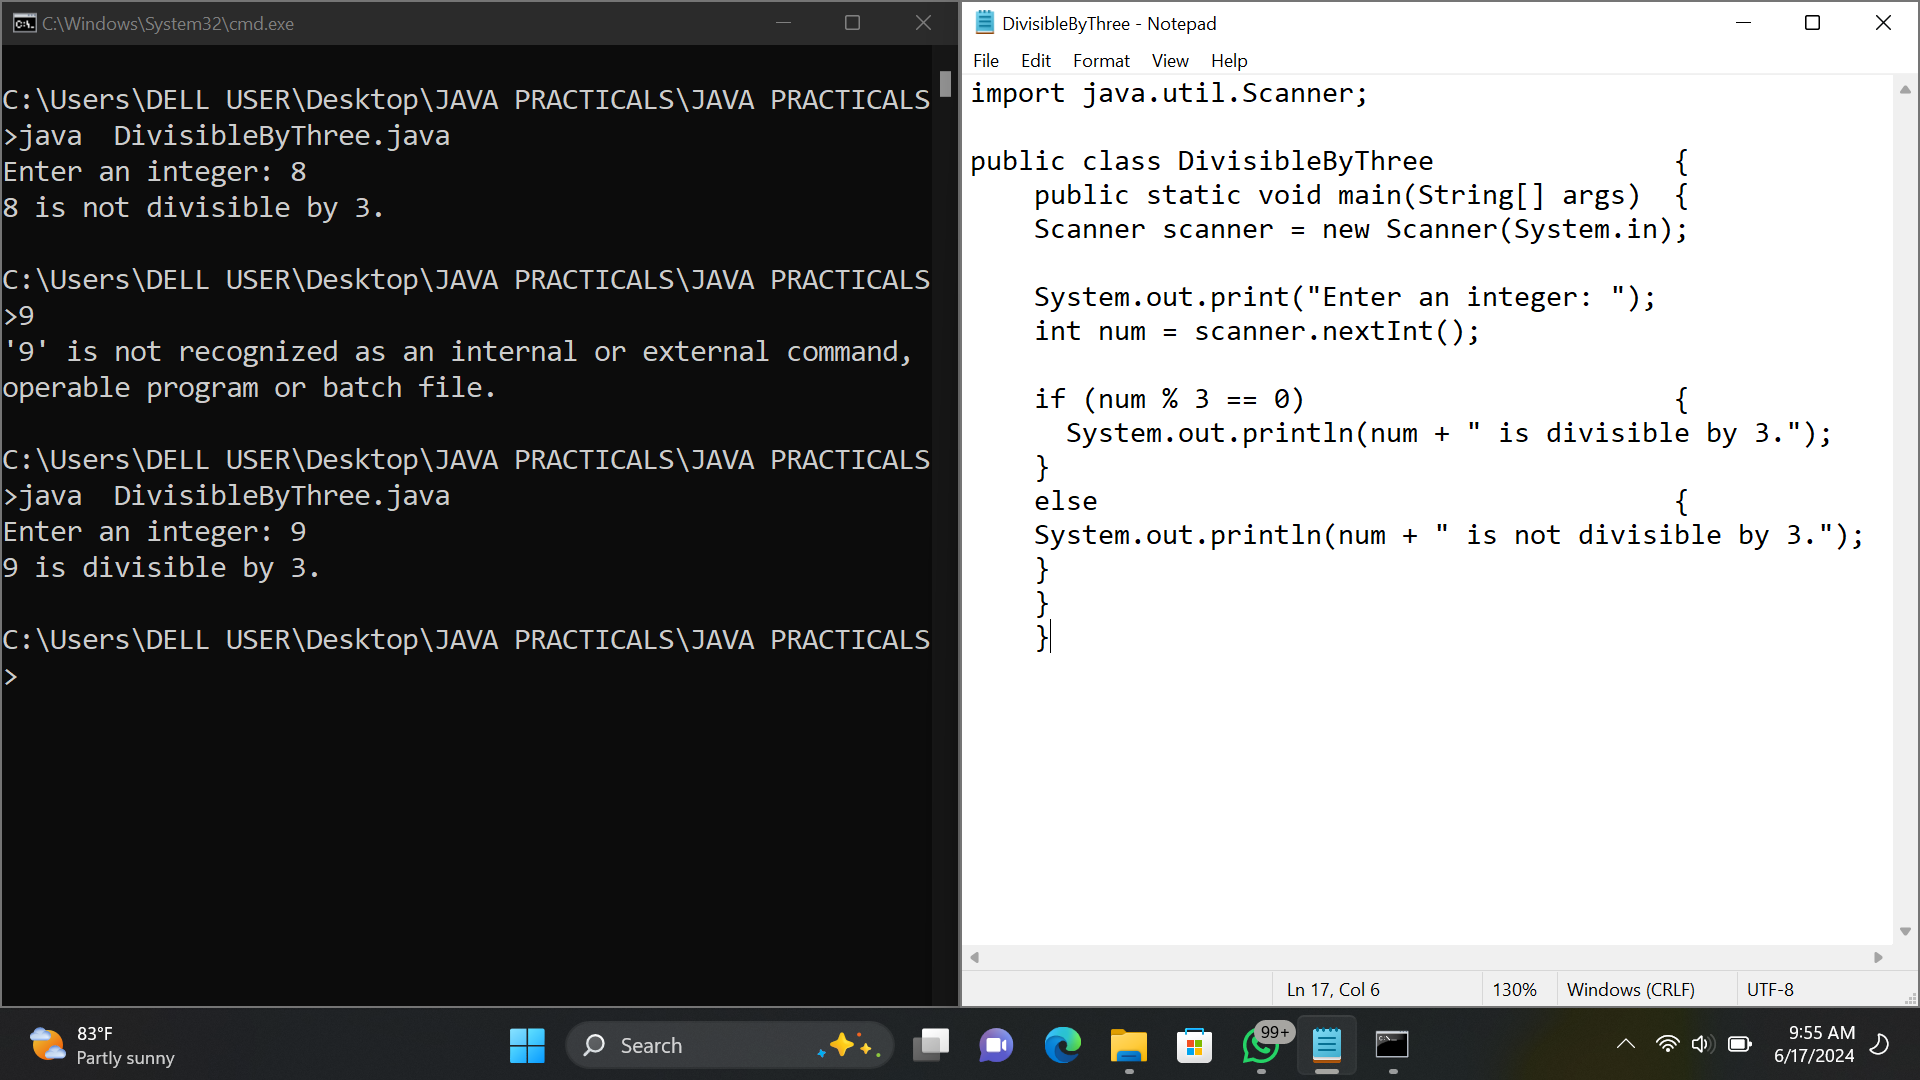 C:\Windows\System32\cmd.exe
C:\Users\DELL USER\Desktop\JAVA PRACTICALS\JAVA PRACTICALS
>java  DivisibleByThree.java
Enter an integer: 8
8 is not divisible by 3.
C:\Users\DELL USER\Desktop\JAVA PRACTICALS\JAVA PRACTICALS
>9
'9' is not recognized as an internal or external command,
operable program or batch file.
C:\Users\DELL USER\Desktop\JAVA PRACTICALS\JAVA PRACTICALS
>java  DivisibleByThree.java
Enter an integer: 9
9 is divisible by 3.
C:\Users\DELL USER\Desktop\JAVA PRACTICALS\JAVA PRACTICALS
>
DivisibleByThree - Notepad
File Edit Format View Help
import java.util.Scanner;
public class DivisibleByThree {
public static void main(String[] args) {
Scanner scanner = new Scanner(System.in);
System.out.print("Enter an integer: ");
int num = scanner.nextInt();
if (num % 3 == 0) {
System.out.println(num + " is divisible by 3.");
}
else {
System.out.println(num + " is not divisible by 3.");
}
}
}
Ln 17, Col 6 130% Windows (CRLF) UTF-8
83°F
Partly sunny
Search
99+
9:55 AM
6/17/2024